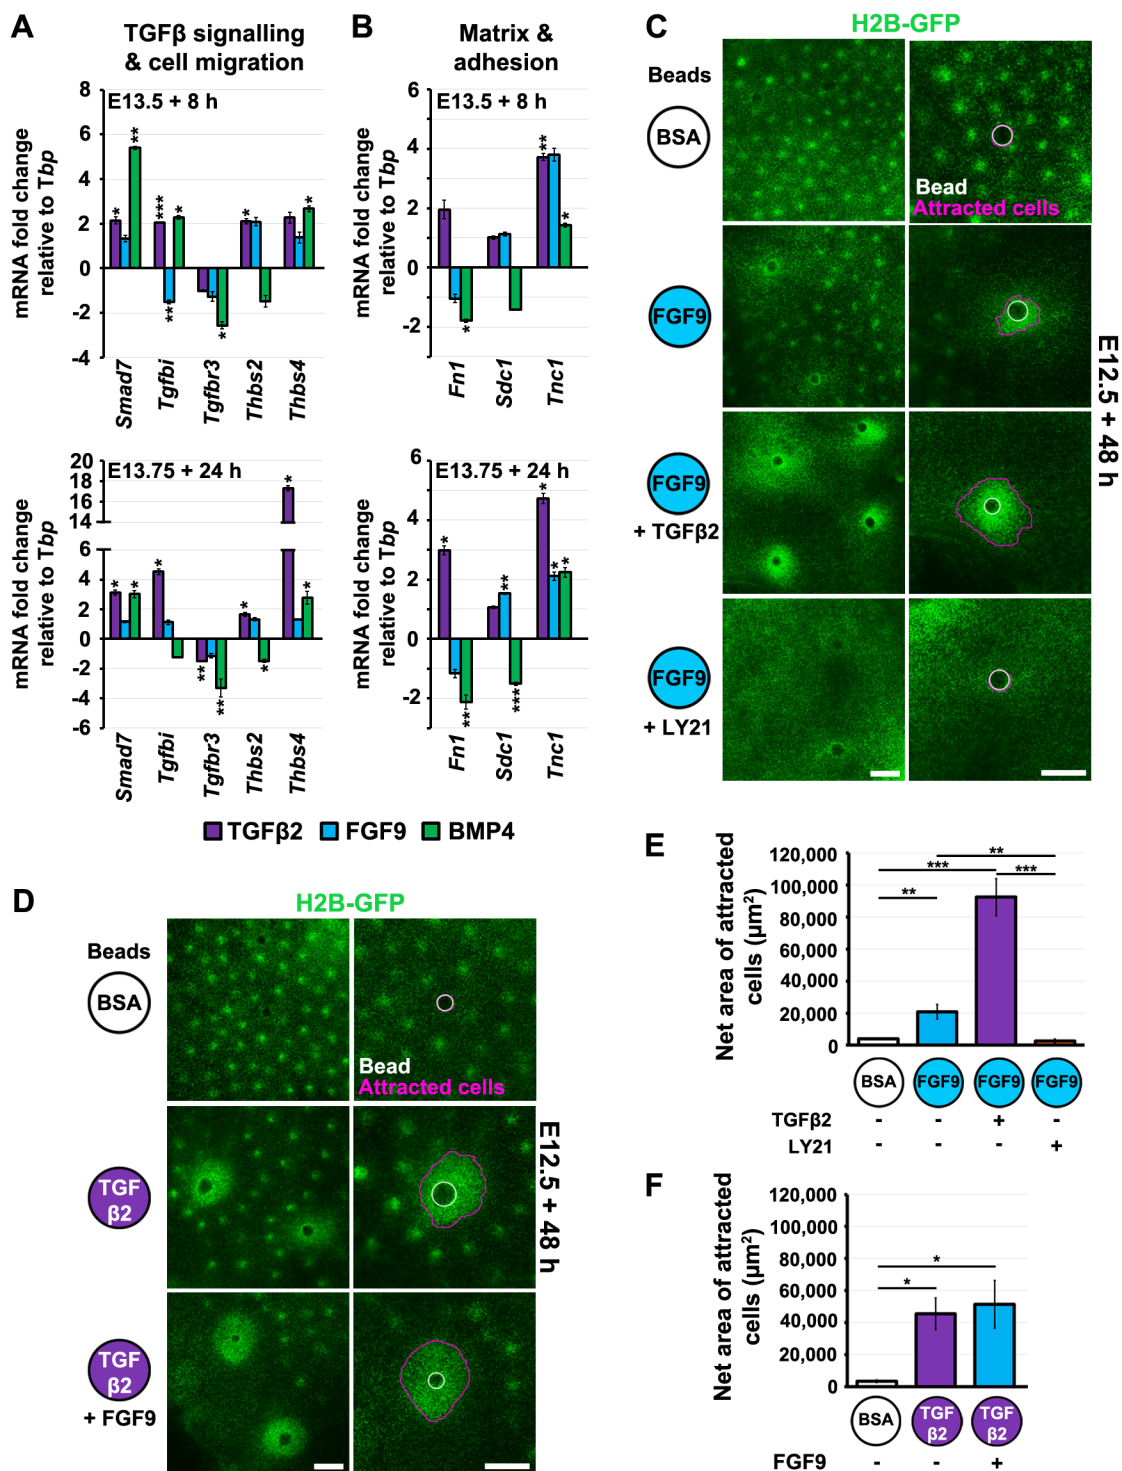 A
TGFβ signalling
& cell migration
mRNA fold change
relative to Tbp
8
6
4
2
0
-2
-4
E13.5 + 8 h
*
**
***
**
*
*
*
*
Smad7
Tgfbi
Tgfbr3
Thbs2
Thbs4
mRNA fold change
relative to Tbp
20
18
16
14
6
4
2
0
-2
-4
-6
E13.75 + 24 h
*
*
*
**
**
*
*
*
*
Smad7
Tgfbi
Tgfbr3
Thbs2
Thbs4
B
Matrix &
adhesion
mRNA fold change
relative to Tbp
6
4
2
0
-2
E13.5 + 8 h
*
**
*
Fn1
Sdc1
Tnc1
mRNA fold change
relative to Tbp
6
4
2
0
-2
E13.75 + 24 h
*
**
**
***
*
*
*
Fn1
Sdc1
Tnc1
TGFβ2 FGF9 BMP4
C
H2B-GFP
Beads
BSA
Bead
Attracted cells
FGF9
FGF9
+ TGFβ2
FGF9
+ LY21
E12.5 + 48 h
D
H2B-GFP
Beads
BSA
Bead
Attracted cells
TGF
β2
TGF
β2
+ FGF9
E12.5 + 48 h
E
Net area of attracted
cells (µm²)
120,000
100,000
80,000
60,000
40,000
20,000
0
**
***
**
***
BSA FGF9 FGF9 FGF9
TGFβ2 - - + -
LY21 - - - +
F
Net area of attracted
cells (µm²)
120,000
100,000
80,000
60,000
40,000
20,000
0
*
*
BSA TGF β2 TGF β2
FGF9 - - +